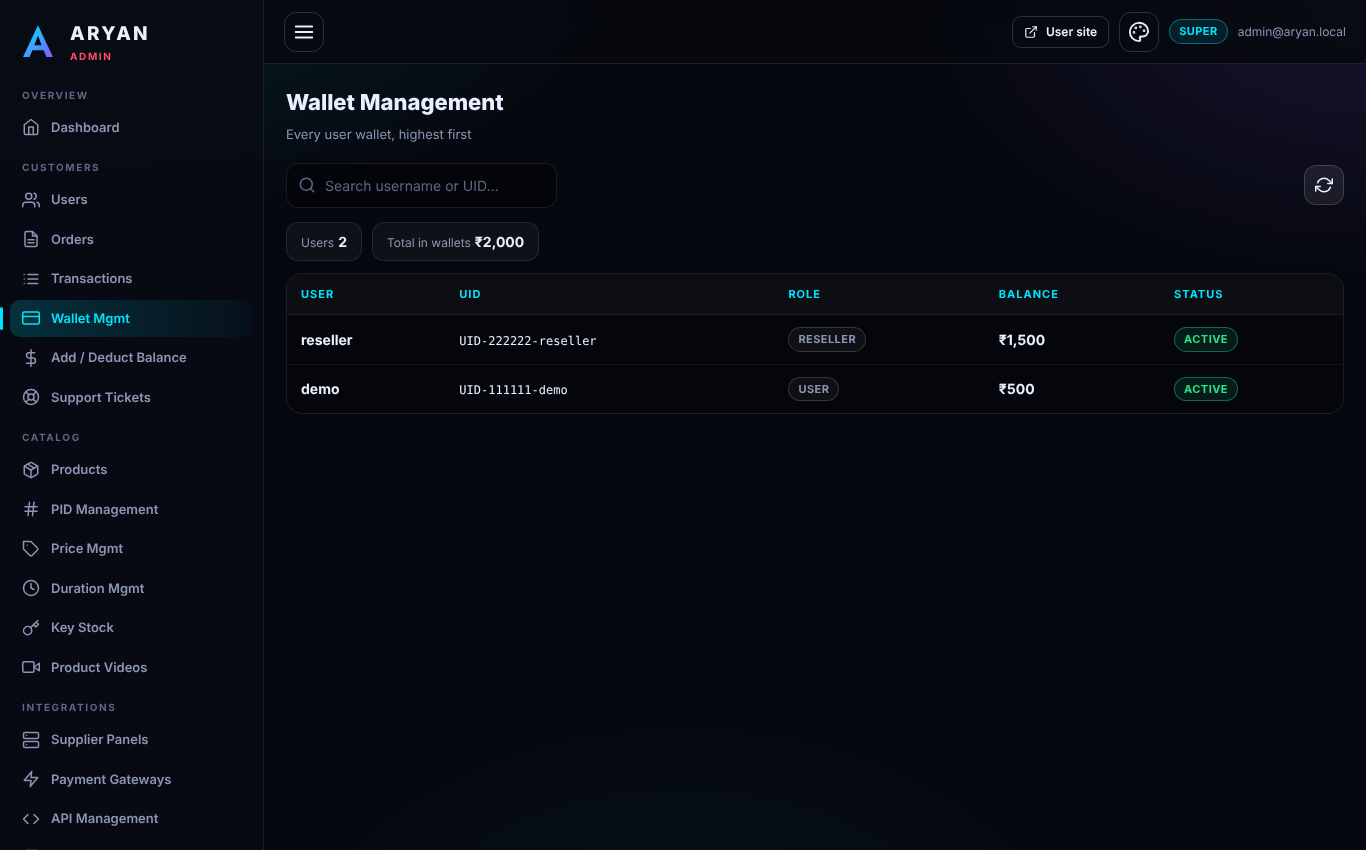 ARYAN
ADMIN
OVERVIEW
Dashboard
CUSTOMERS
Users
Orders
Transactions
Wallet Mgmt
Add / Deduct Balance
Support Tickets
CATALOG
Products
PID Management
Price Mgmt
Duration Mgmt
Key Stock
Product Videos
INTEGRATIONS
Supplier Panels
Payment Gateways
API Management
User site SUPER admin@aryan.local
Wallet Management
Every user wallet, highest first
Search username or UID...
Users 2 Total in wallets ₹2,000
USER UID ROLE BALANCE STATUS
reseller UID-222222-reseller RESELLER ₹1,500 ACTIVE
demo UID-111111-demo USER ₹500 ACTIVE